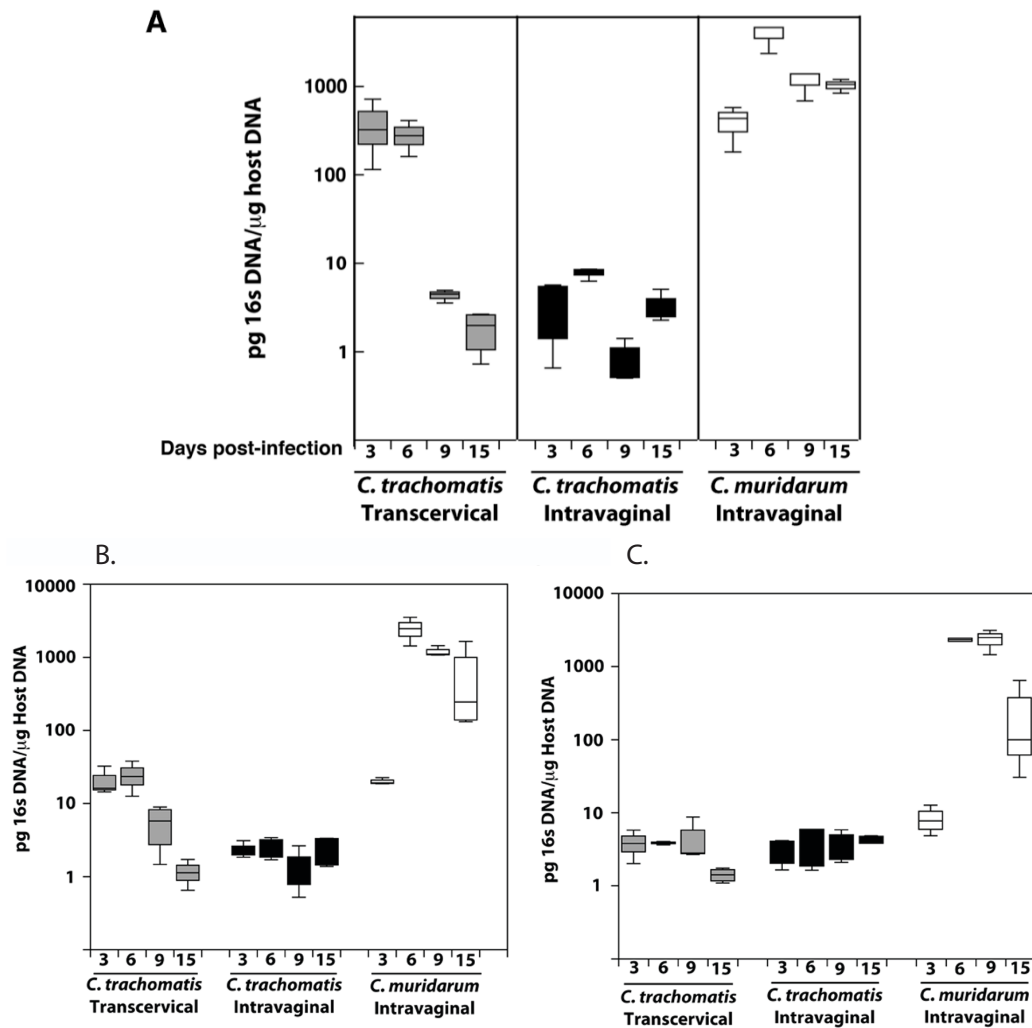 A
pg 16s DNA/μg host DNA
1000
100
10
1
Days post-infection 3 6 9 15 3 6 9 15 3 6 9 15
C. trachomatis C. trachomatis C. muridarum
Transcervical Intravaginal Intravaginal
B.
pg 16s DNA/μg Host DNA
10000
1000
100
10
1
3 6 9 15 3 6 9 15 3 6 9 15
C. trachomatis C. trachomatis C. muridarum
Transcervical Intravaginal Intravaginal
C.
pg 16s DNA/μg Host DNA
10000
1000
100
10
1
3 6 9 15 3 6 9 15 3 6 9 15
C. trachomatis C. trachomatis C. muridarum
Transcervical Intravaginal Intravaginal